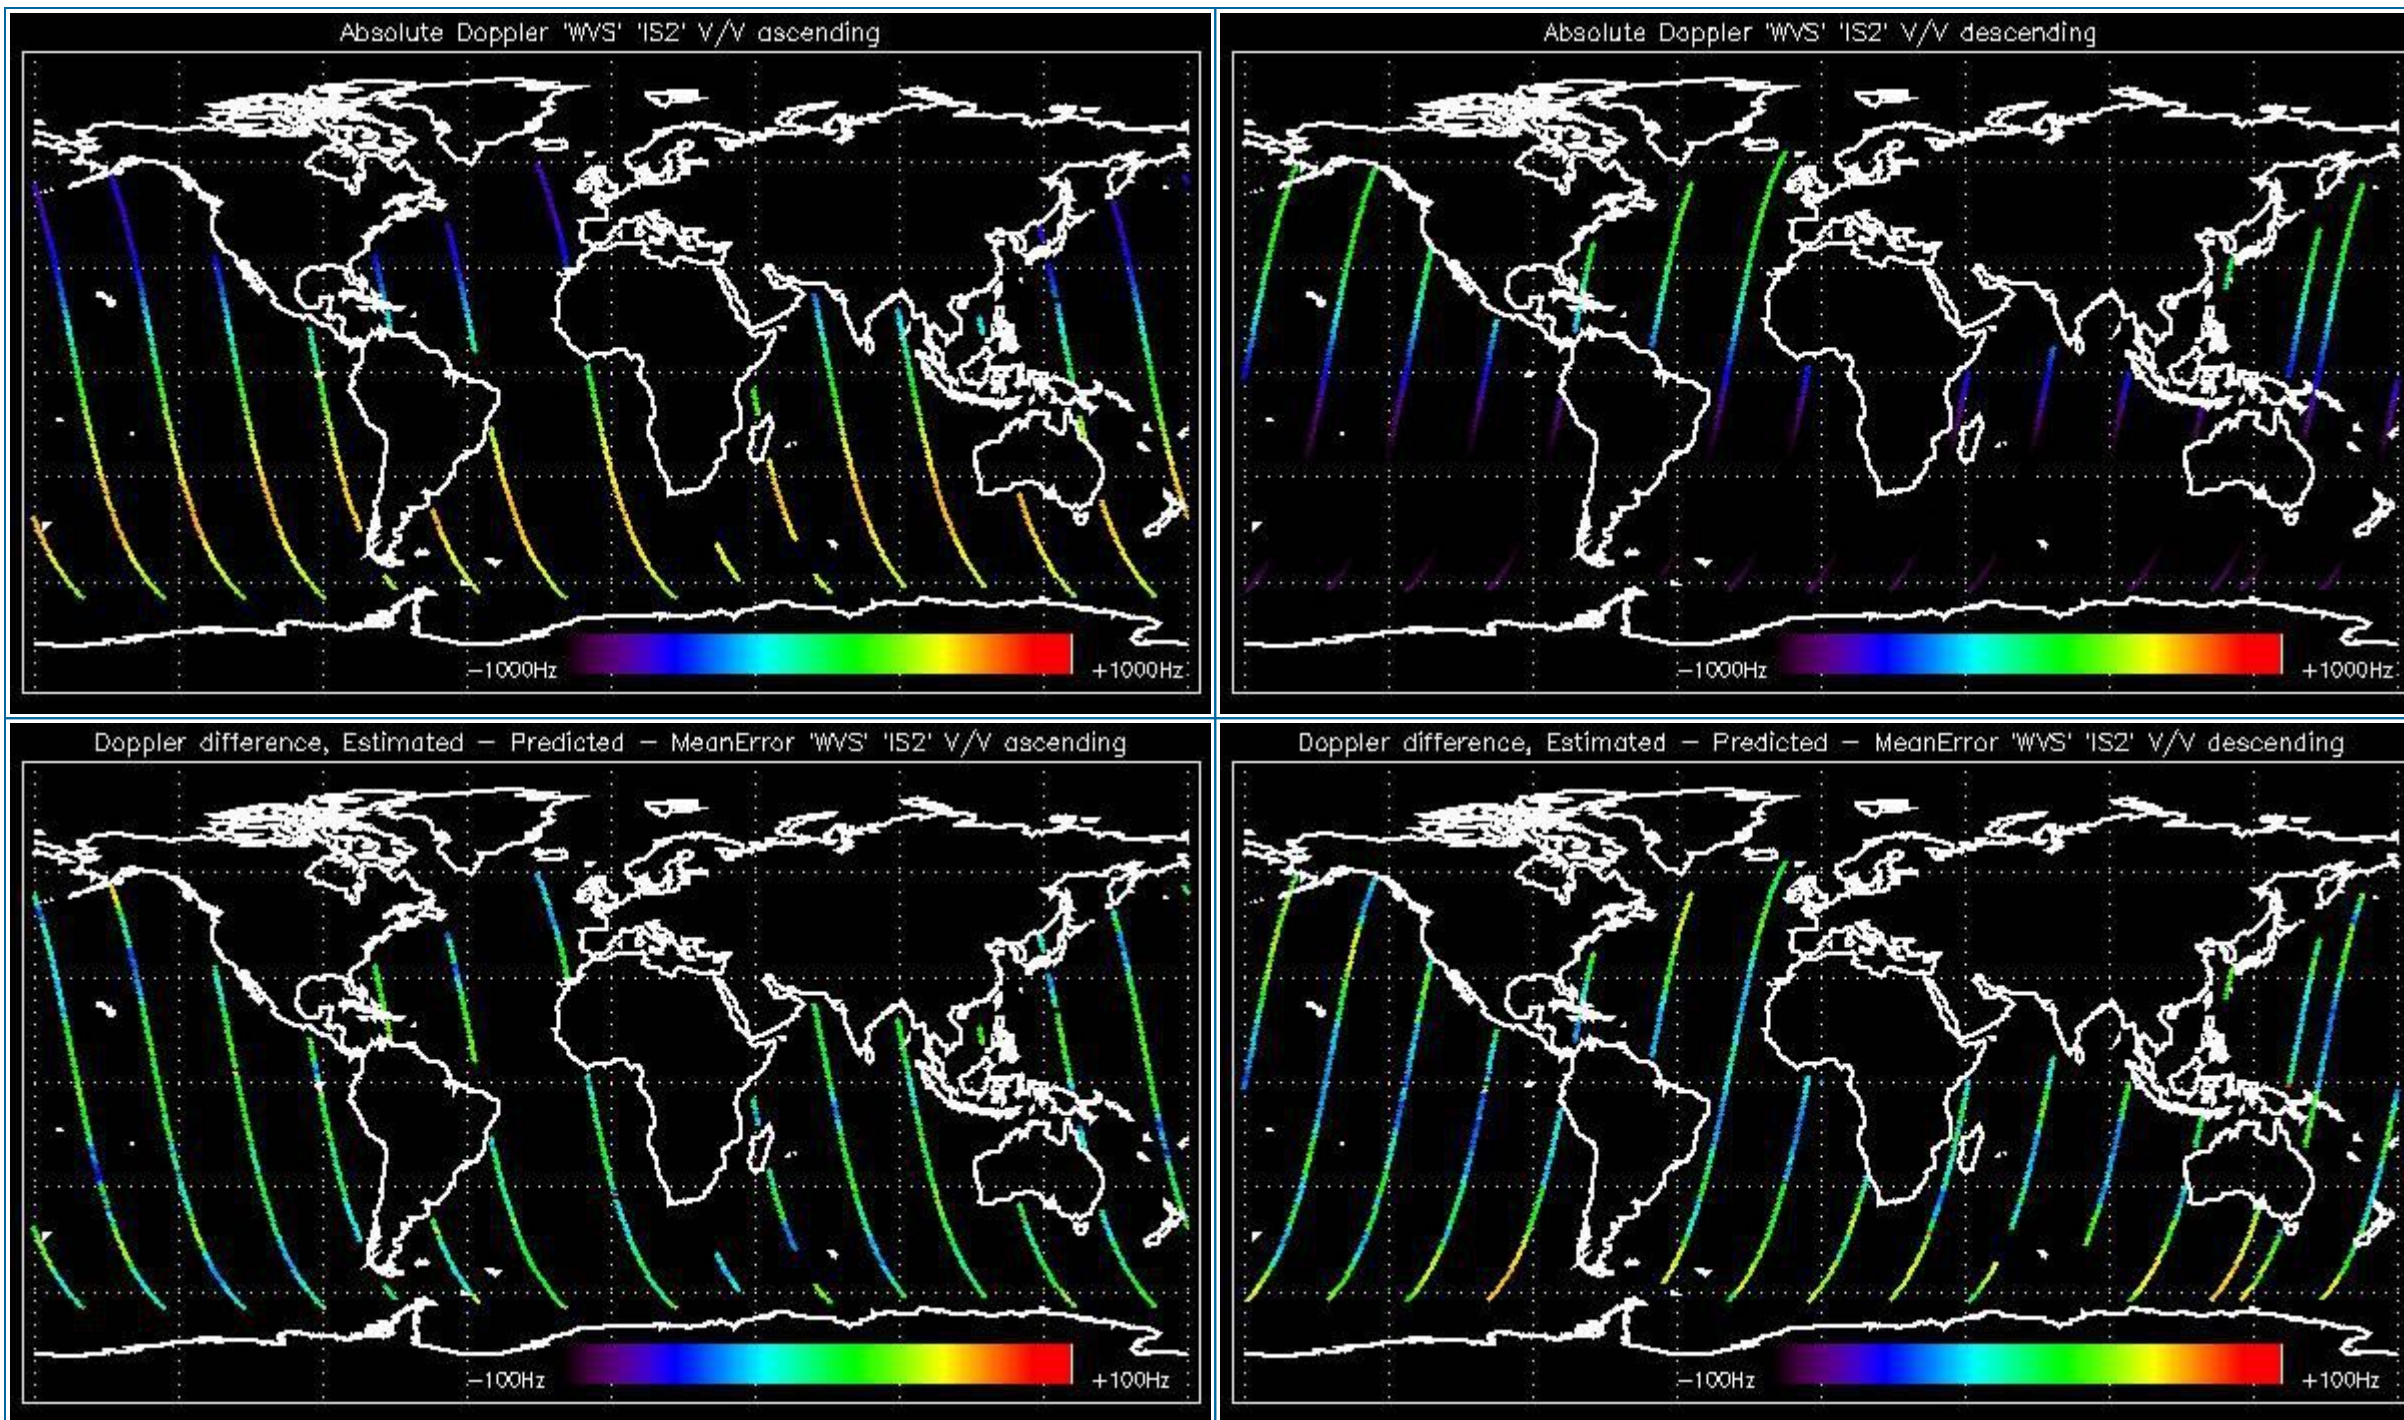 Absolute Doppler 'WVS' 'IS2' V/V ascending
-1000Hz +1000Hz
Absolute Doppler 'WVS' 'IS2' V/V descending
-1000Hz +1000Hz
Doppler difference, Estimated - Predicted - MeanError 'WVS' 'IS2' V/V ascending
-100Hz +100Hz
Doppler difference, Estimated - Predicted - MeanError 'WVS' 'IS2' V/V descending
-100Hz +100Hz